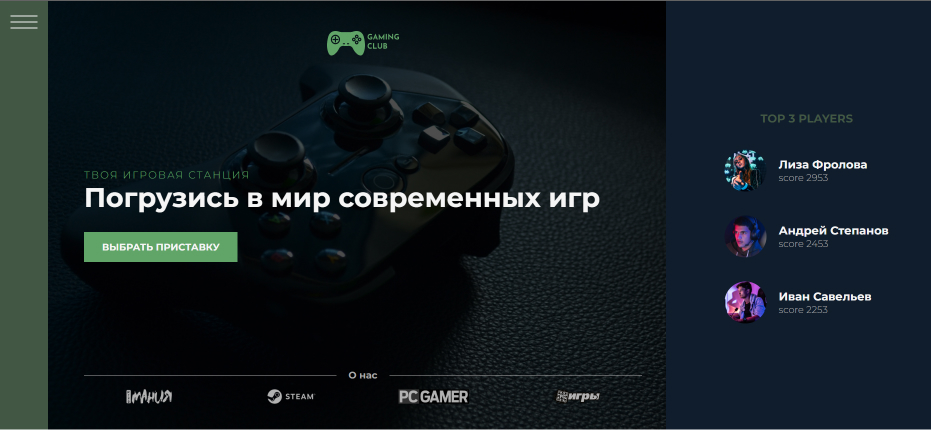 GAMING
CLUB
ТВОЯ ИГРОВАЯ СТАНЦИЯ
Погрузись в мир современных игр
ВЫБРАТЬ ПРИСТАВКУ
О нас
МАНИЯ
STEAM
PC GAMER
игры
TOP 3 PLAYERS
Лиза Фролова
score 2953
Андрей Степанов
score 2453
Иван Савельев
score 2253